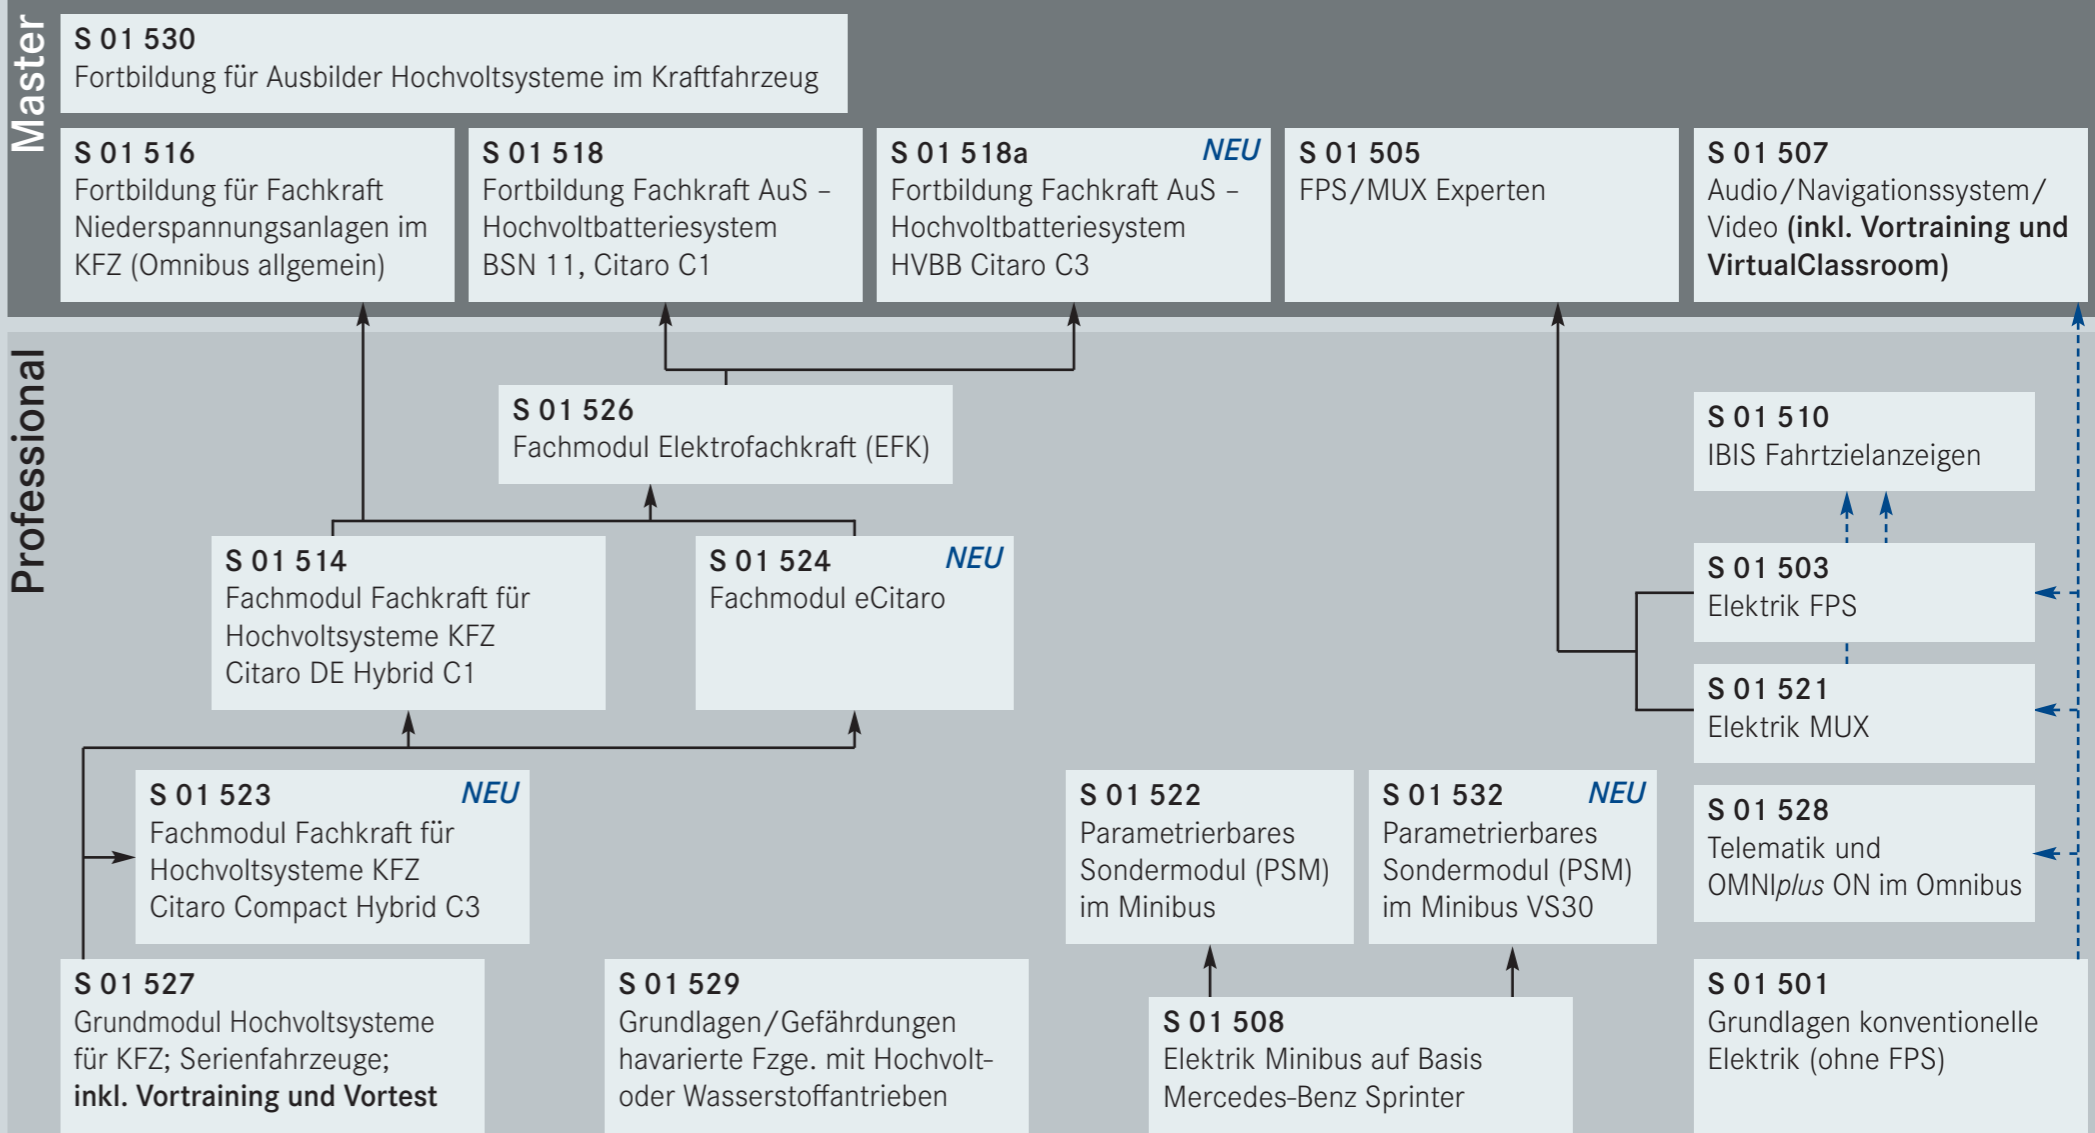 Master
S 01 530
Fortbildung für Ausbilder Hochvoltsysteme im Kraftfahrzeug
S 01 516
Fortbildung für Fachkraft
Niederspannungsanlagen im
KFZ (Omnibus allgemein)
S 01 518
Fortbildung Fachkraft AuS –
Hochvoltbatteriesystem
BSN 11, Citaro C1
S 01 518a NEU
Fortbildung Fachkraft AuS –
Hochvoltbatteriesystem
HVBB Citaro C3
S 01 505
FPS/MUX Experten
S 01 507
Audio/Navigationssystem/
Video (inkl. Vortraining und
VirtualClassroom)
Professional
S 01 526
Fachmodul Elektrofachkraft (EFK)
S 01 510
IBIS Fahrtzielanzeigen
S 01 514
Fachmodul Fachkraft für
Hochvoltsysteme KFZ
Citaro DE Hybrid C1
S 01 524 NEU
Fachmodul eCitaro
S 01 503
Elektrik FPS
S 01 521
Elektrik MUX
S 01 523 NEU
Fachmodul Fachkraft für
Hochvoltsysteme KFZ
Citaro Compact Hybrid C3
S 01 522
Parametrierbares
Sondermodul (PSM)
im Minibus
S 01 532 NEU
Parametrierbares
Sondermodul (PSM)
im Minibus VS30
S 01 528
Telematik und
OMNIplus ON im Omnibus
S 01 527
Grundmodul Hochvoltsysteme
für KFZ; Serienfahrzeuge;
inkl. Vortraining und Vortest
S 01 529
Grundlagen/Gefährdungen
havarierte Fzge. mit Hochvolt-
oder Wasserstoffantrieben
S 01 508
Elektrik Minibus auf Basis
Mercedes-Benz Sprinter
S 01 501
Grundlagen konventionelle
Elektrik (ohne FPS)